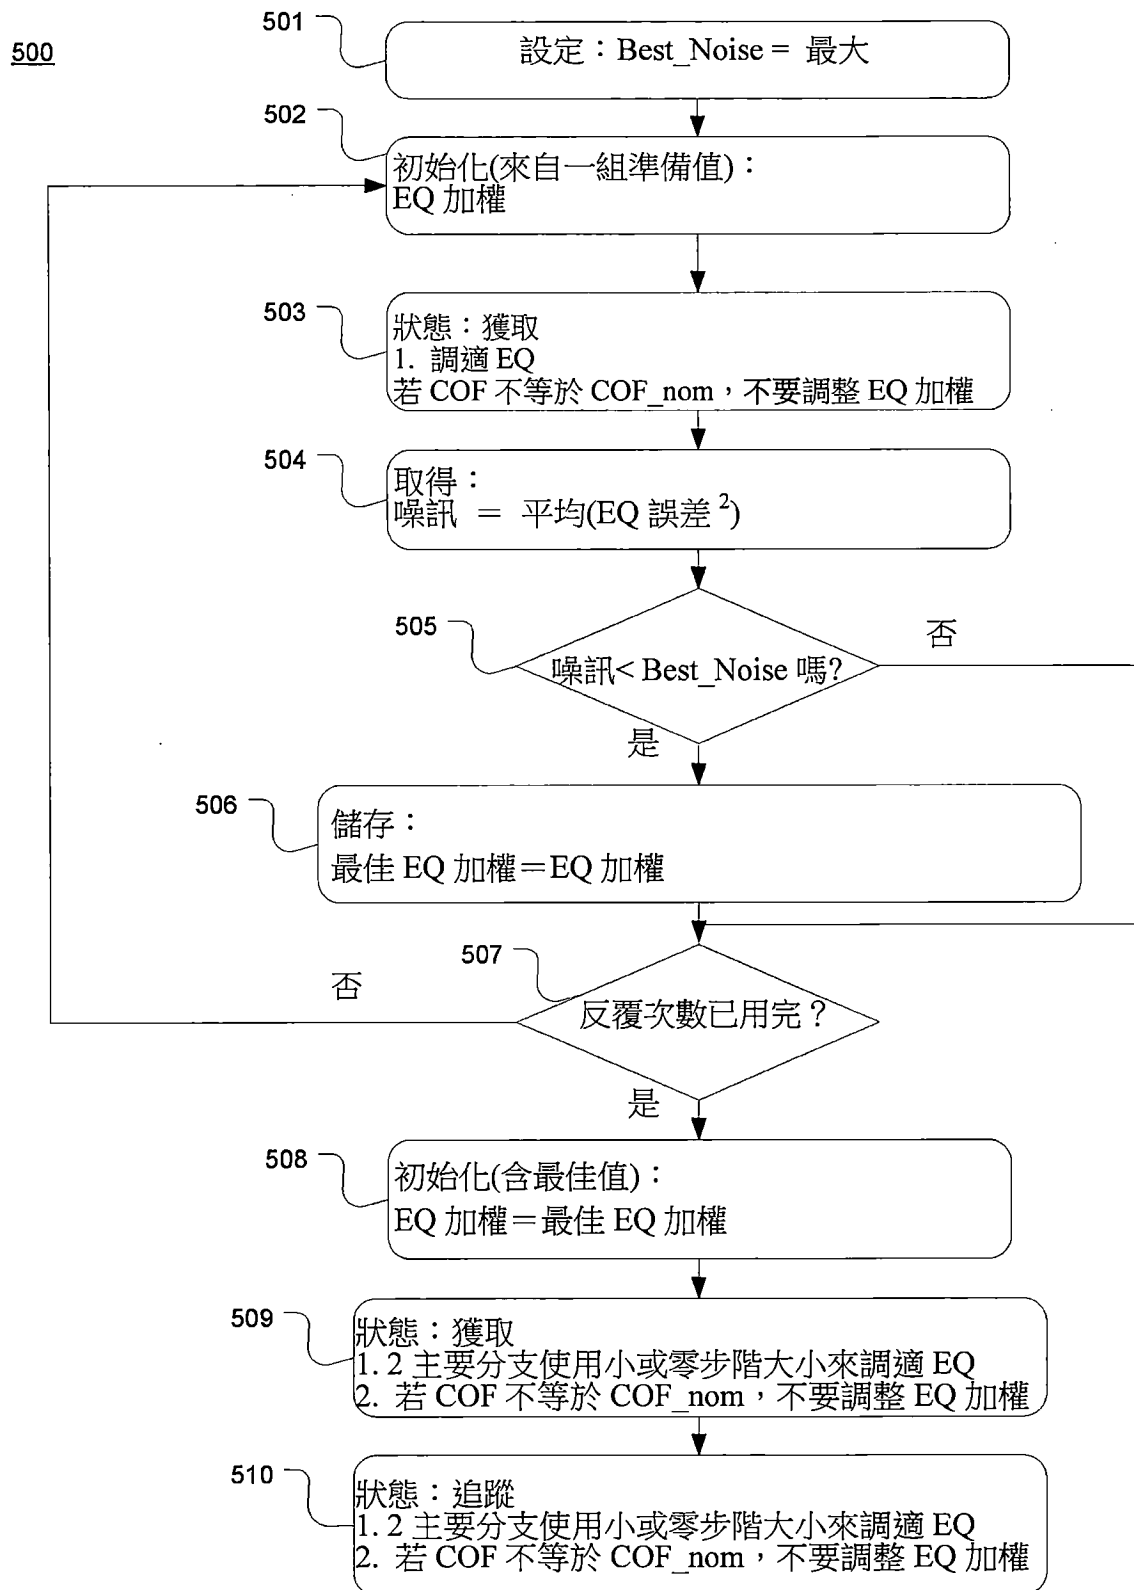 500
501
設定：Best_Noise = 最大
502
初始化(來自一組準備值)：
EQ 加權
503
狀態：獲取
1. 調適 EQ
若 COF 不等於 COF_nom，不要調整 EQ 加權
504
取得：
噪訊 = 平均(EQ 誤差²)
505
噪訊< Best_Noise 嗎?
否
是
506
儲存：
最佳 EQ 加權＝EQ 加權
507
反覆次數已用完？
否
是
508
初始化(含最佳值)：
EQ 加權＝最佳 EQ 加權
509
狀態：獲取
1. 2 主要分支使用小或零步階大小來調適 EQ
2. 若 COF 不等於 COF_nom，不要調整 EQ 加權
510
狀態：追蹤
1. 2 主要分支使用小或零步階大小來調適 EQ
2. 若 COF 不等於 COF_nom，不要調整 EQ 加權